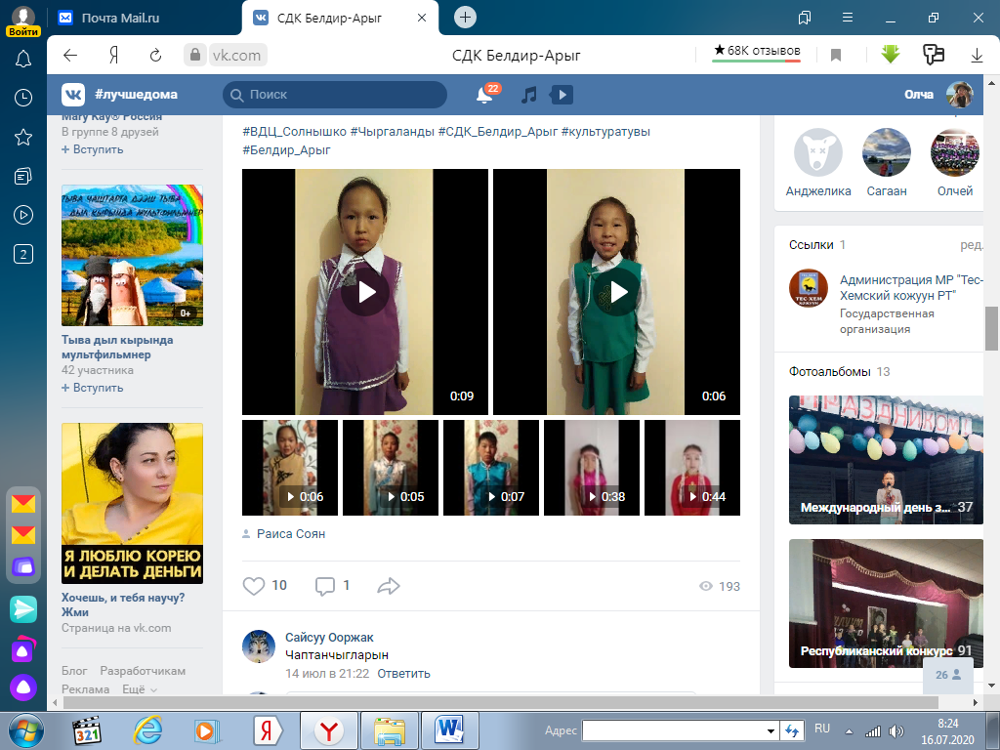 Войти
Почта Mail.ru
СДК Белдир-Арыг
vk.com
СДК Белдир-Арыг
★ 68K отзывов
2
#лучшедома
Поиск
22
Олча
Mary Kay® Россия
В группе 8 друзей
+ Вступить
ТЫВА ЧАШТАРГА ДЭЭШ ТЫВА
ДЫЛ КЫРЫНДА МУЛЬТФИЛЬМНЕР
0+
Тыва дыл кырында
мультфильмнер
42 участника
+ Вступить
Я ЛЮБЛЮ КОРЕЮ
И ДЕЛАТЬ ДЕНЬГИ
Хочешь, и тебя научу?
Жми
Страница на vk.com
Блог Разработчикам
Реклама Ещё
#ВДЦ_Солнышко #Чыргаланды #СДК_Белдир_Арыг #культуратувы
#Белдир_Арыг
0:09
0:06
0:06
0:05
0:07
0:38
0:44
Раиса Соян
10
1
193
Сайсуу Ооржак
Чаптанчыгларын
14 июл в 21:22 Ответить
Анджелика
Сагаан
Олчей
Ссылки 1
ред.
ТЕС-ХЕМ
КОЖУУН
Администрация МР "Тес-
Хемский кожуун РТ"
Государственная
организация
Фотоальбомы 13
ПРАЗДНИКОМ!
Международный день з... 37
Республиканский конкурс 91
26
321
Адрес
RU
8:24
16.07.2020